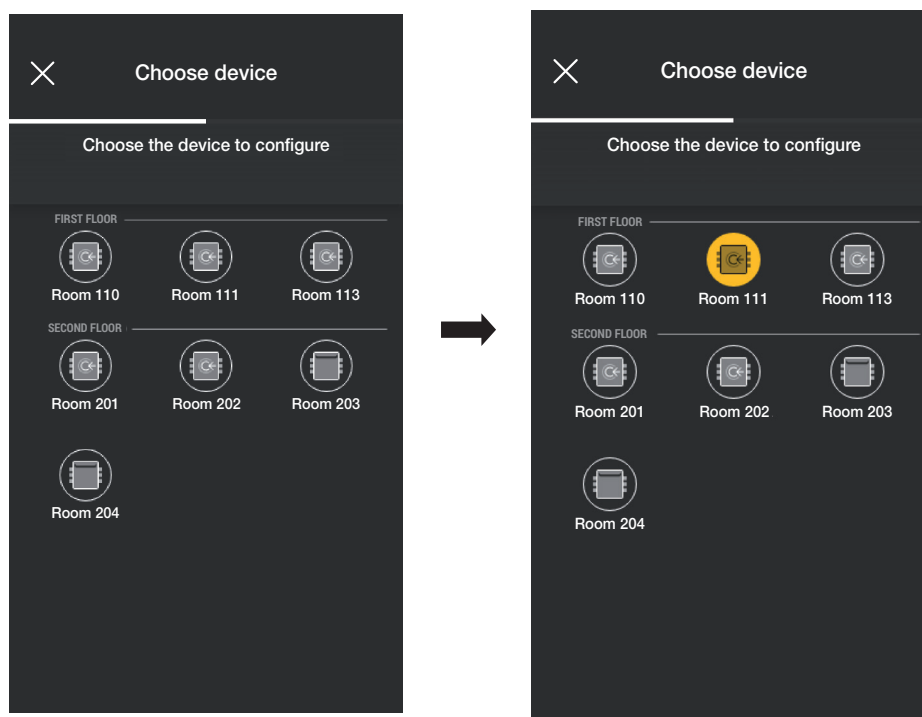 Choose device
Choose the device to configure
FIRST FLOOR
Room 110 Room 111 Room 113
SECOND FLOOR
Room 201 Room 202 Room 203
Room 204
Choose device
Choose the device to configure
FIRST FLOOR
Room 110 Room 111 Room 113
SECOND FLOOR
Room 201 Room 202 Room 203
Room 204